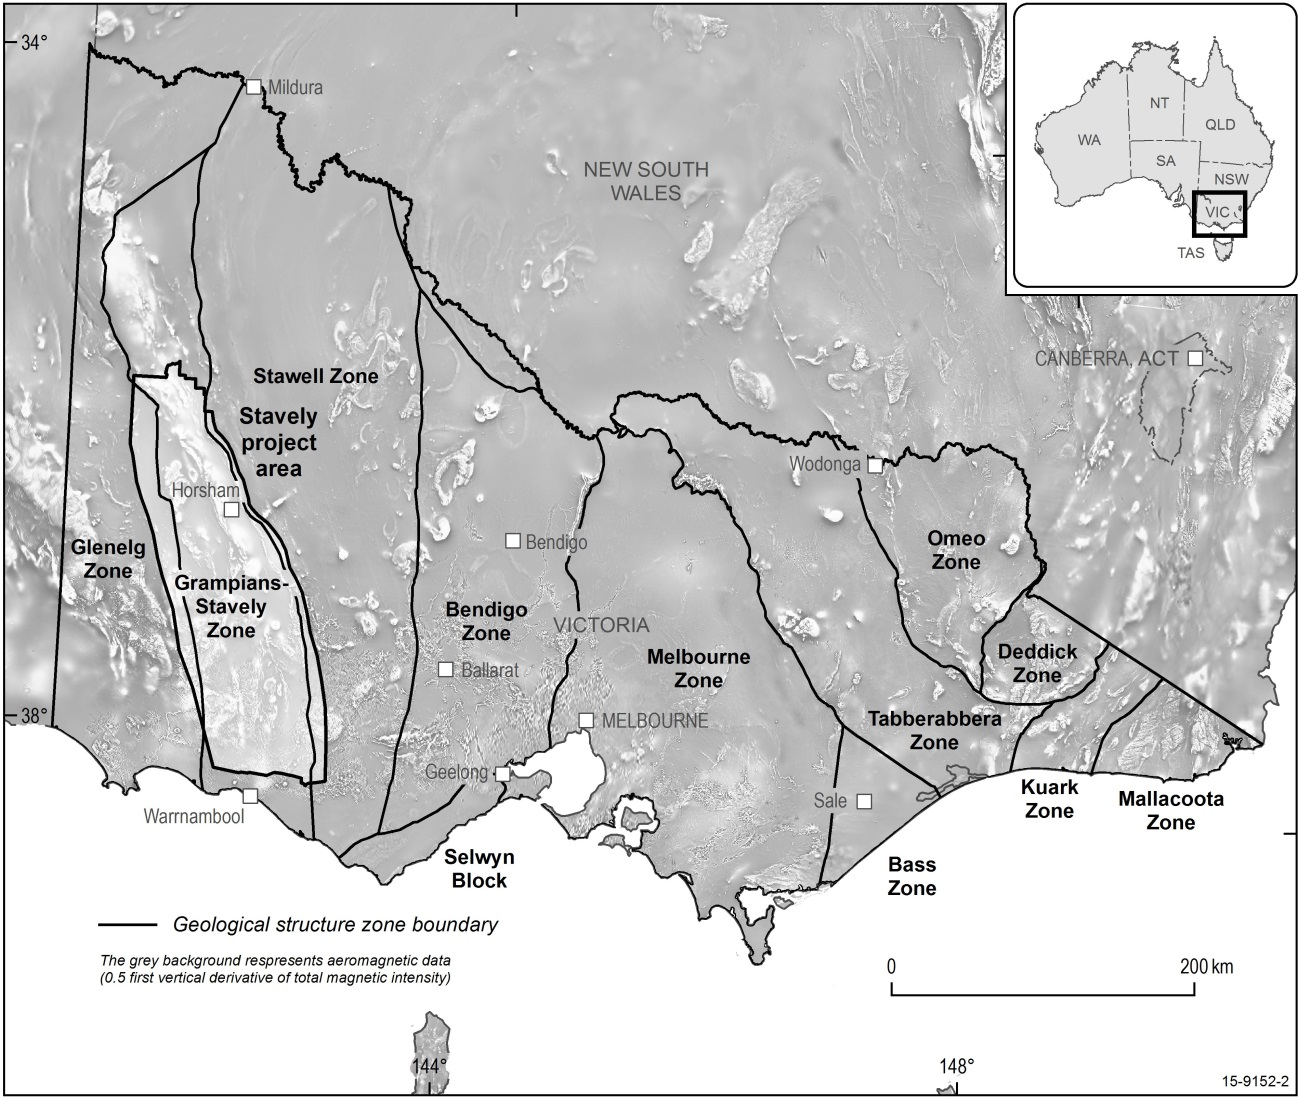 34°
Mildura
NEW SOUTH
WALES
WA
NT
QLD
SA
NSW
VIC
TAS
CANBERRA, ACT
Stawell Zone
Stavely
project
area
Horsham
Wodonga
Bendigo
Glenelg
Zone
Grampians-
Stavely
Zone
Omeo
Zone
Bendigo
Zone
VICTORIA
Melbourne
Zone
Deddick
Zone
Ballarat
38°
MELBOURNE
Tabberabbera
Zone
Geelong
Warrnambool
Sale
Kuark
Zone
Mallacoota
Zone
Selwyn
Block
Bass
Zone
Geological structure zone boundary
The grey background respresents aeromagnetic data
(0.5 first vertical derivative of total magnetic intensity)
0
200 km
144°
148°
15-9152-2